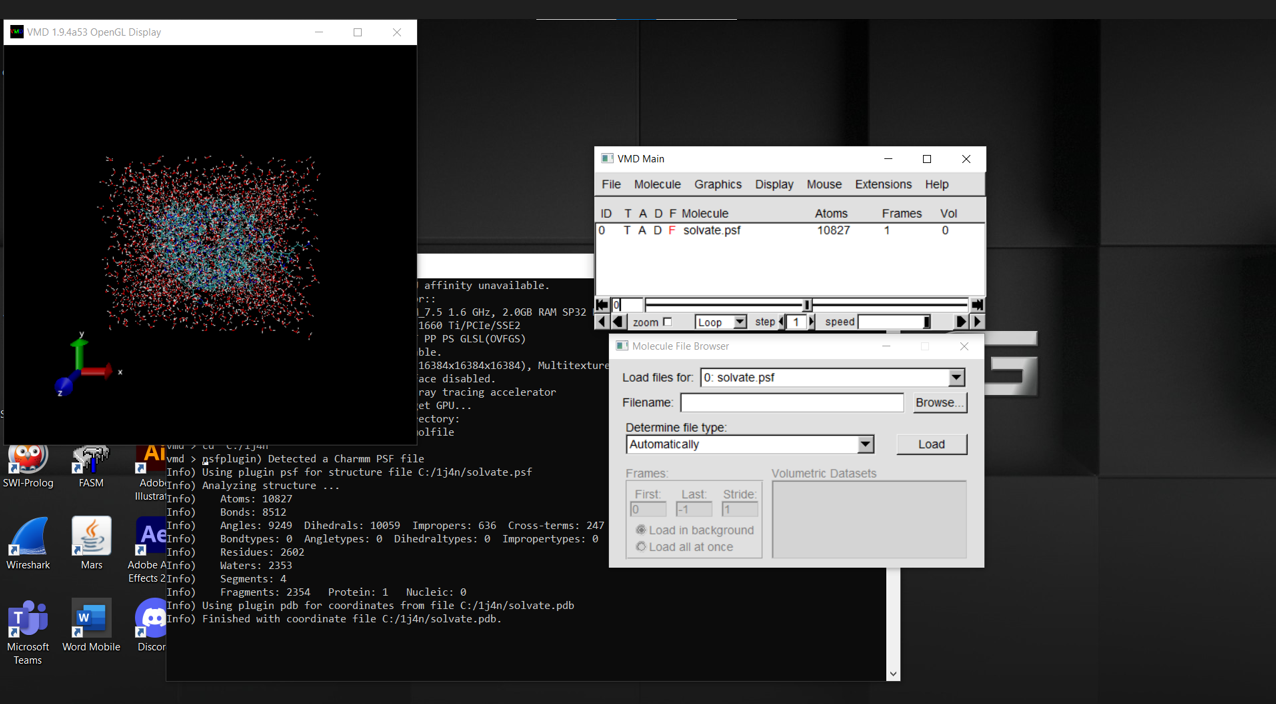 VMD 1.9.4a53 OpenGL Display
y
x
z
VMD Main
File Molecule Graphics Display Mouse Extensions Help
ID T A D F Molecule Atoms Frames Vol
0 T A D F solvate.psf 10827 1 0
0
zoom Loop step 1 speed
Molecule File Browser
Load files for: 0: solvate.psf
Filename: Browse...
Determine file type:
Automatically Load
Frames: Volumetric Datasets
First: Last: Stride:
0 -1 1
Load in background
Load all at once
affinity unavailable.
or::
_7.5 1.6 GHz, 2.0GB RAM SP32
1660 Ti/PCIe/SSE2
PP PS GLSL(OVFGS)
ble.
16384x16384x16384), Multitexture
face disabled.
ray tracing accelerator
et GPU...
rectory:
olfile
vmd > cd C:/1j4n
vmd > psfplugin) Detected a Charmm PSF file
Info) Using plugin psf for structure file C:/1j4n/solvate.psf
Info) Analyzing structure ...
Info) Atoms: 10827
Info) Bonds: 8512
Info) Angles: 9249 Dihedrals: 10059 Impropers: 636 Cross-terms: 247
Info) Bondtypes: 0 Angletypes: 0 Dihedraltypes: 0 Impropertypes: 0
Info) Residues: 2602
Info) Waters: 2353
Info) Segments: 4
Info) Fragments: 2354 Protein: 1 Nucleic: 0
Info) Using plugin pdb for coordinates from file C:/1j4n/solvate.pdb
Info) Finished with coordinate file C:/1j4n/solvate.pdb.
Ai
SWI-Prolog FASM Adobe
Illustra
Ae
Wireshark Mars Adobe A
Effects 2
Microsoft Word Mobile Discor
Teams